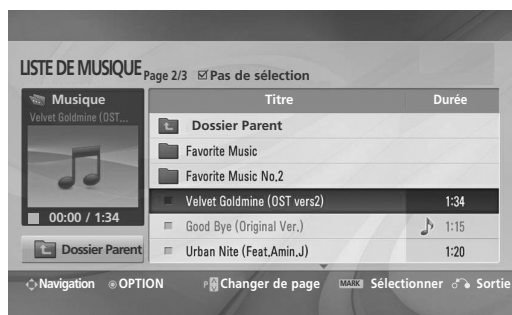 LISTE DE MUSIQUE Page 2/3 Pas de sélection
Musique
Velvet Goldmine (OST...
00:00 / 1:34
Dossier Parent
Titre Durée
Dossier Parent
Favorite Music
Favorite Music No.2
Velvet Goldmine (OST vers2) 1:34
Good Bye (Original Ver.) 1:15
Urban Nite (Feat.Amin.J) 1:20
Navigation OPTION P Changer de page MARK Sélectionner Sortie